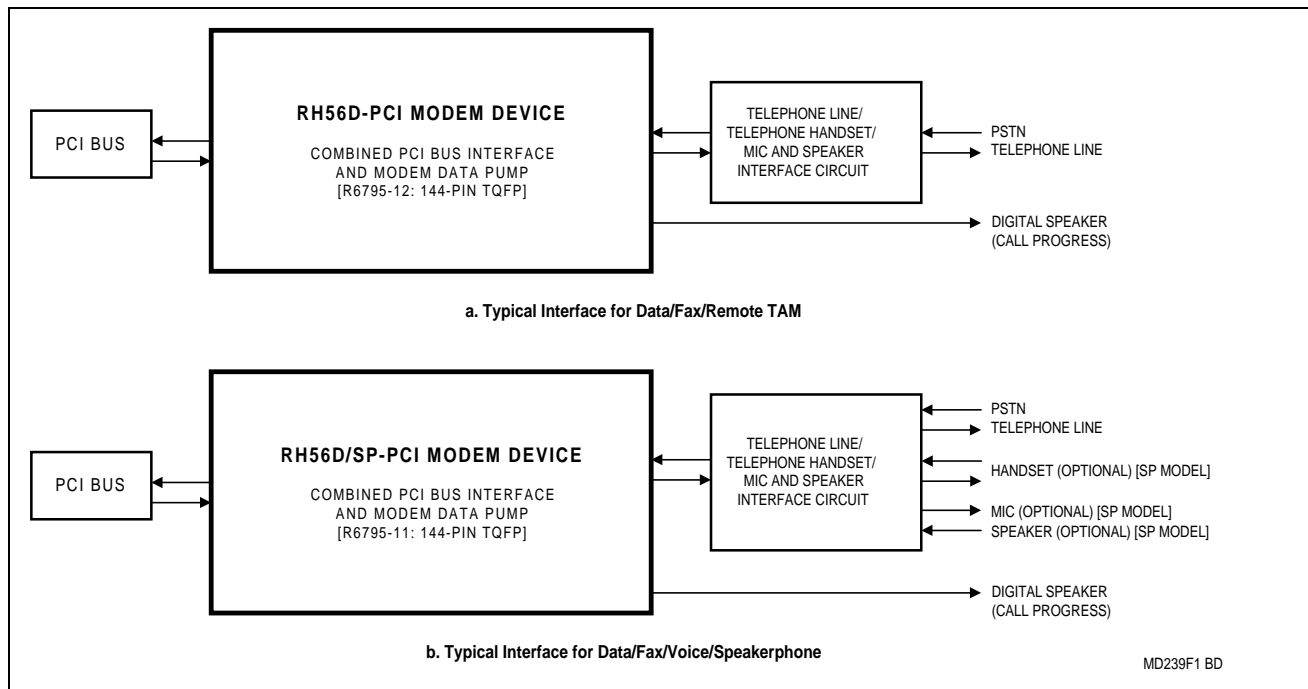 RH56D-PCI MODEM DEVICE
COMBINED PCI BUS INTERFACE
AND MODEM DATA PUMP
[R6795-12: 144-PIN TQFP]
PCI BUS
TELEPHONE LINE/
TELEPHONE HANDSET/
MIC AND SPEAKER
INTERFACE CIRCUIT
PSTN
TELEPHONE LINE
DIGITAL SPEAKER
(CALL PROGRESS)
a. Typical Interface for Data/Fax/Remote TAM
RH56D/SP-PCI MODEM DEVICE
COMBINED PCI BUS INTERFACE
AND MODEM DATA PUMP
[R6795-11: 144-PIN TQFP]
PCI BUS
TELEPHONE LINE/
TELEPHONE HANDSET/
MIC AND SPEAKER
INTERFACE CIRCUIT
PSTN
TELEPHONE LINE
HANDSET (OPTIONAL) [SP MODEL]
MIC (OPTIONAL) [SP MODEL]
SPEAKER (OPTIONAL) [SP MODEL]
DIGITAL SPEAKER
(CALL PROGRESS)
b. Typical Interface for Data/Fax/Voice/Speakerphone
MD239F1 BD